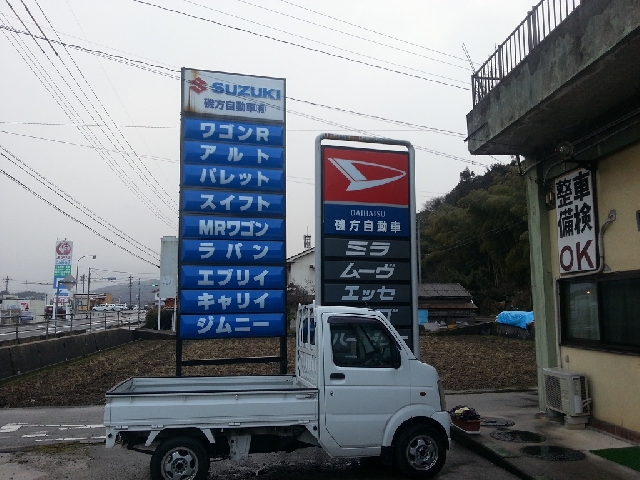 SUZUKI
磯方自動車㈲
ワゴンR
アルト
パレット
スイフト
MRワゴン
ラパン
エブリイ
キャリイ
ジムニー
DAIHATSU
磯方自動車
ミラ
ムーヴ
エッセ
車検
整備
OK